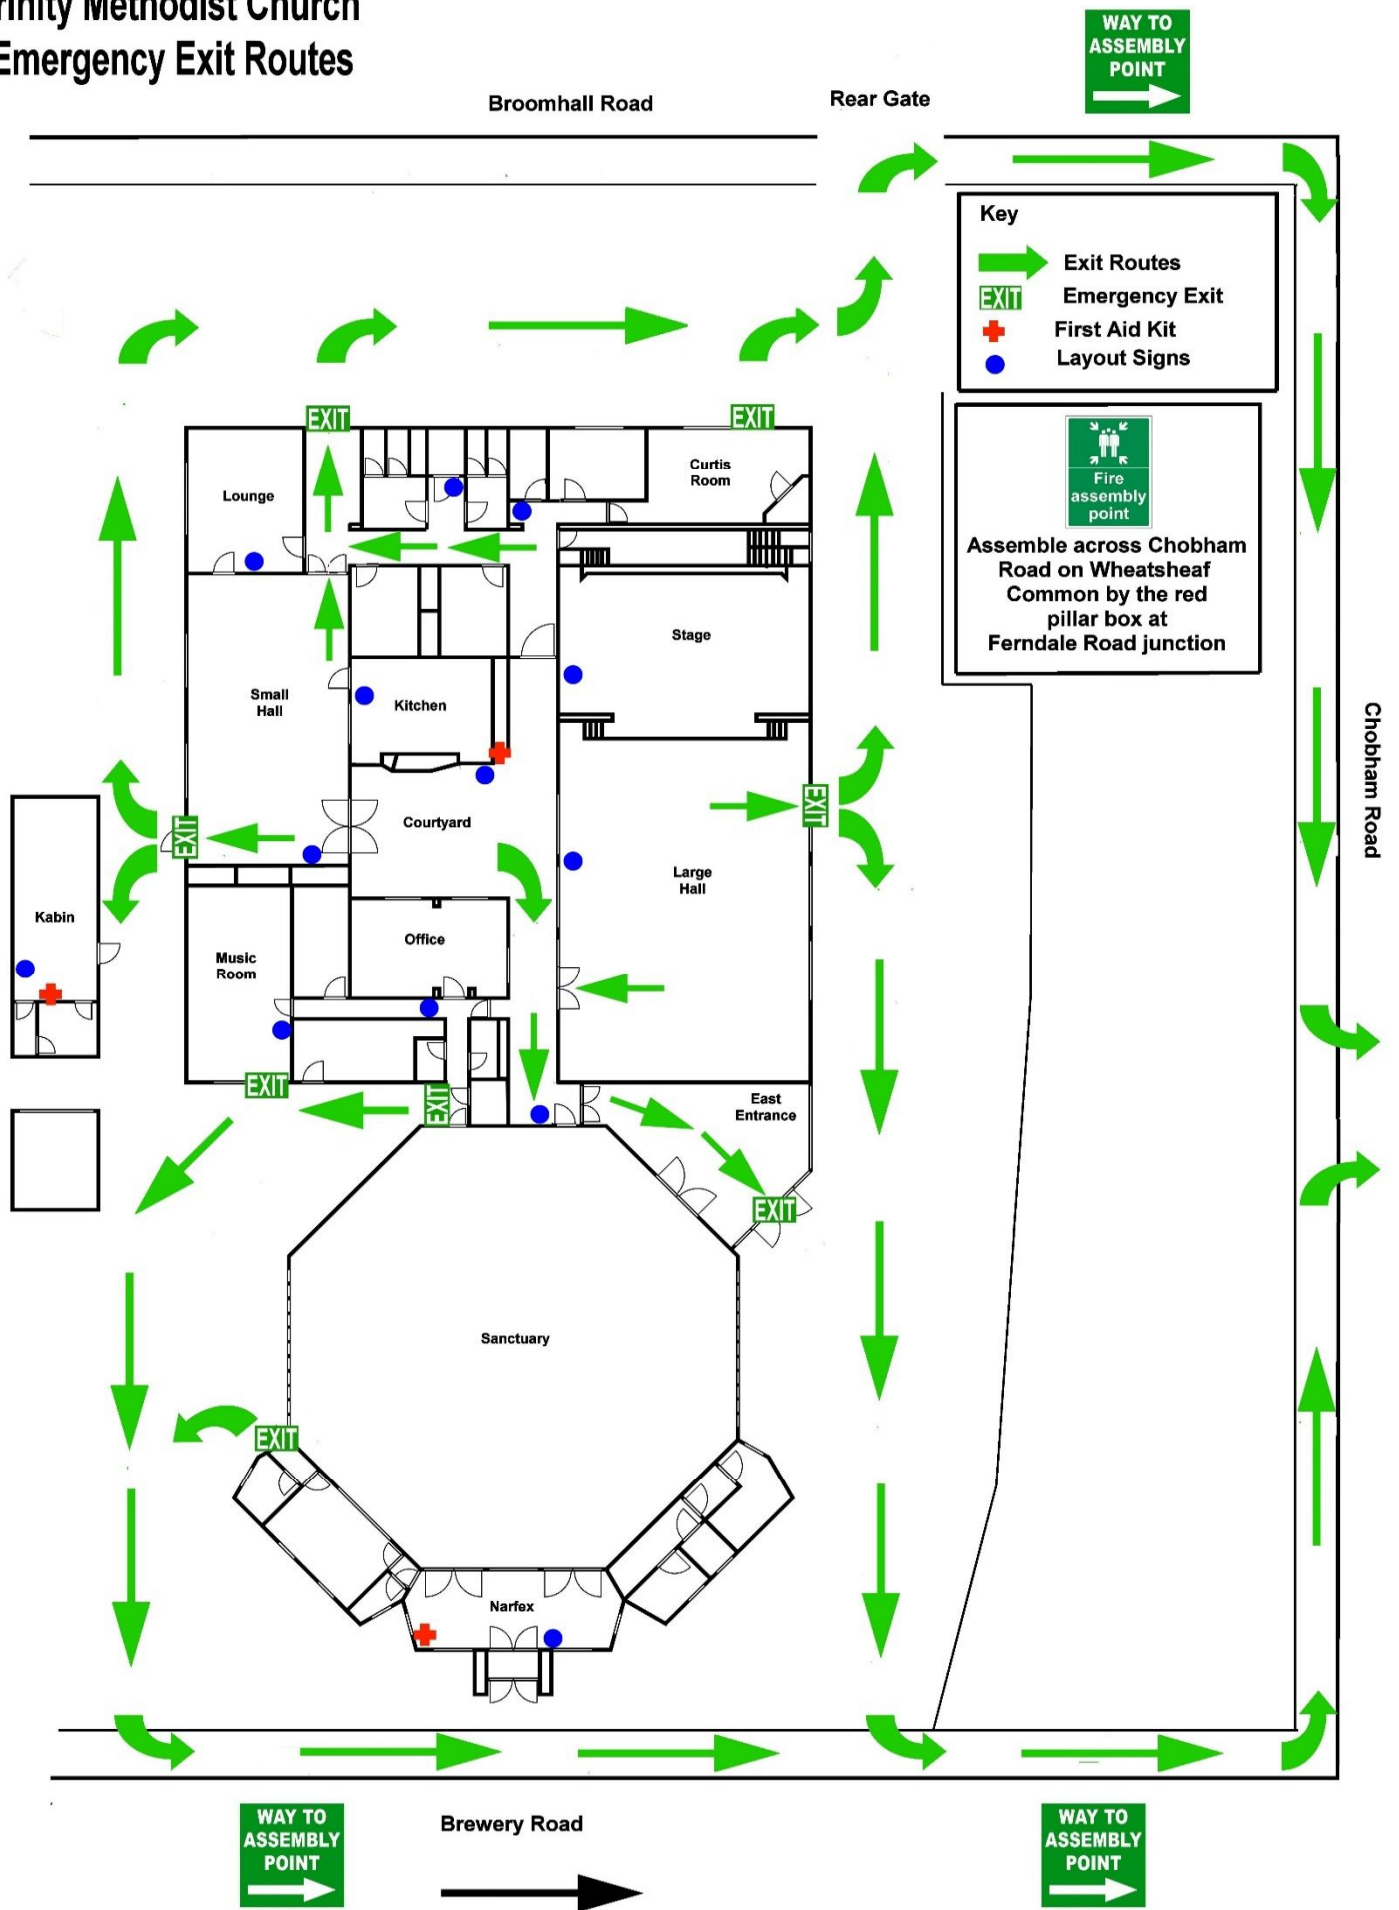 rinity Methodist Church
Emergency Exit Routes
WAY TO
ASSEMBLY
POINT
Broomhall Road
Rear Gate
Key
Exit Routes
EXIT
Emergency Exit
First Aid Kit
Layout Signs
EXIT
EXIT
Lounge
Curtis
Room
Fire
assembly
point
Assemble across Chobham
Road on Wheatsheaf
Common by the red
pillar box at
Ferndale Road junction
Stage
Small
Hall
Kitchen
Chobham Road
EXIT
Courtyard
EXIT
Large
Hall
Kabin
Office
Music
Room
EXIT
EXIT
East
Entrance
EXIT
Sanctuary
EXIT
Narfex
WAY TO
ASSEMBLY
POINT
Brewery Road
WAY TO
ASSEMBLY
POINT